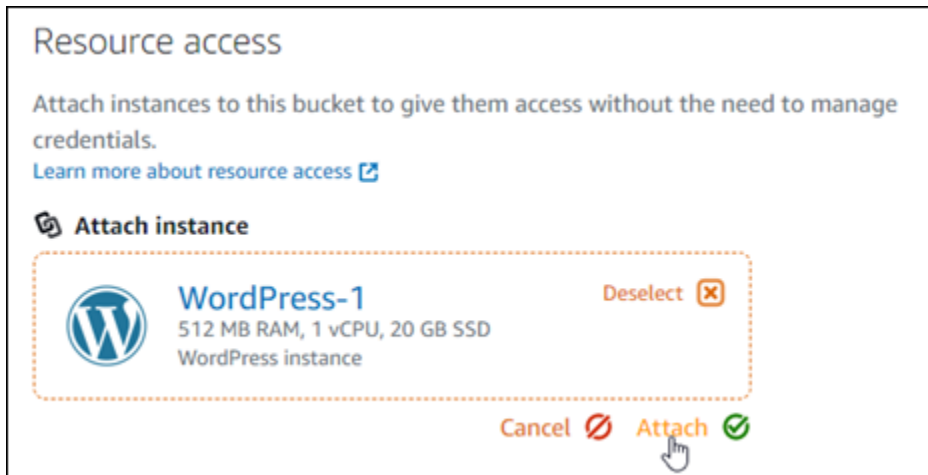 Resource access
Attach instances to this bucket to give them access without the need to manage
credentials.
Learn more about resource access
Attach instance
WordPress-1
Deselect
512 MB RAM, 1 vCPU, 20 GB SSD
WordPress instance
Cancel Attach